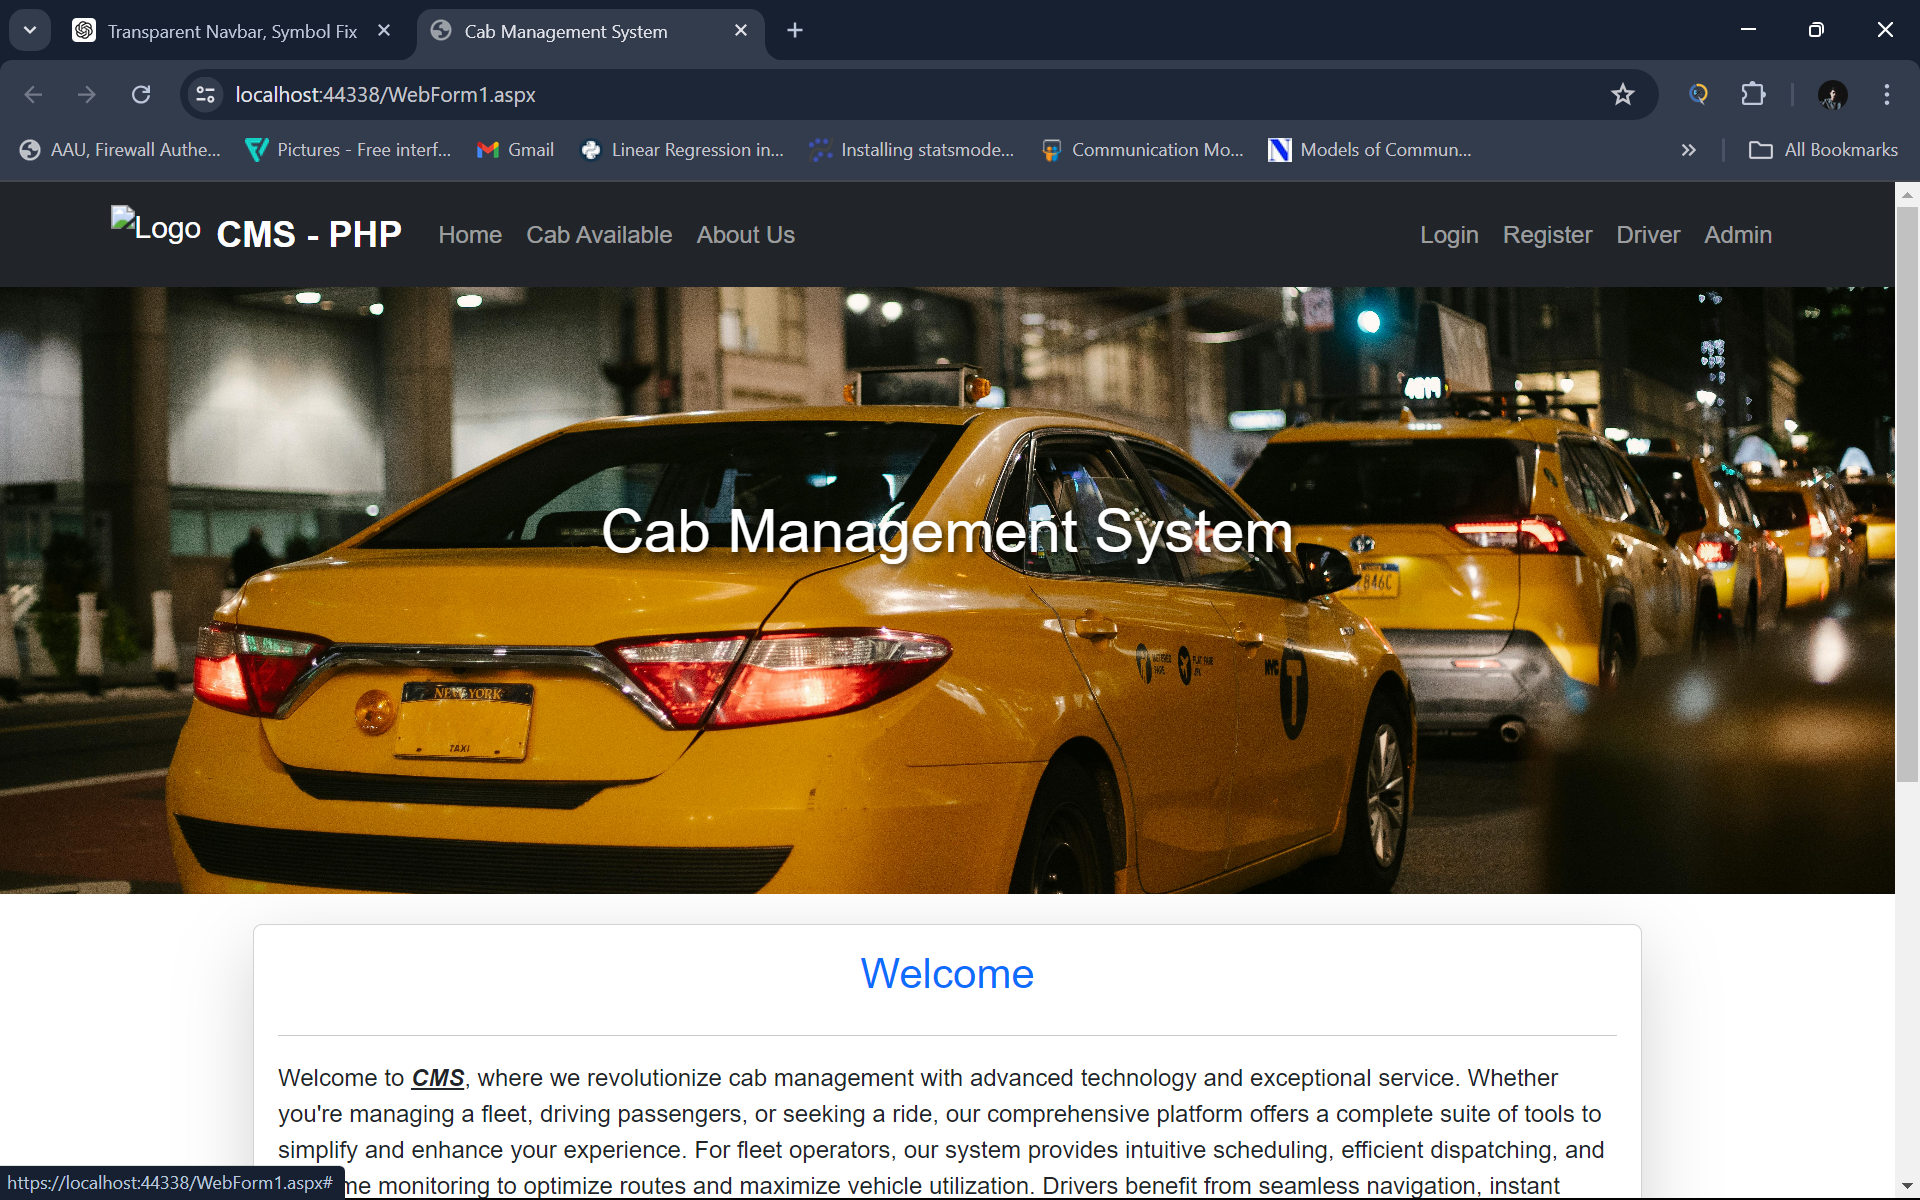 Transparent Navbar, Symbol Fix
Cab Management System
localhost:44338/WebForm1.aspx
AAU, Firewall Authe...
Pictures - Free interf...
Gmail
Linear Regression in...
Installing statsmode...
Communication Mo...
Models of Commun...
All Bookmarks
Logo
CMS - PHP
Home
Cab Available
About Us
Login
Register
Driver
Admin
Cab Management System
846C
NEW YORK
TAXI
NYC
T
Welcome
Welcome to CMS, where we revolutionize cab management with advanced technology and exceptional service. Whether
you're managing a fleet, driving passengers, or seeking a ride, our comprehensive platform offers a complete suite of tools to
simplify and enhance your experience. For fleet operators, our system provides intuitive scheduling, efficient dispatching, and
me monitoring to optimize routes and maximize vehicle utilization. Drivers benefit from seamless navigation, instant
https://localhost:44338/WebForm1.aspx#